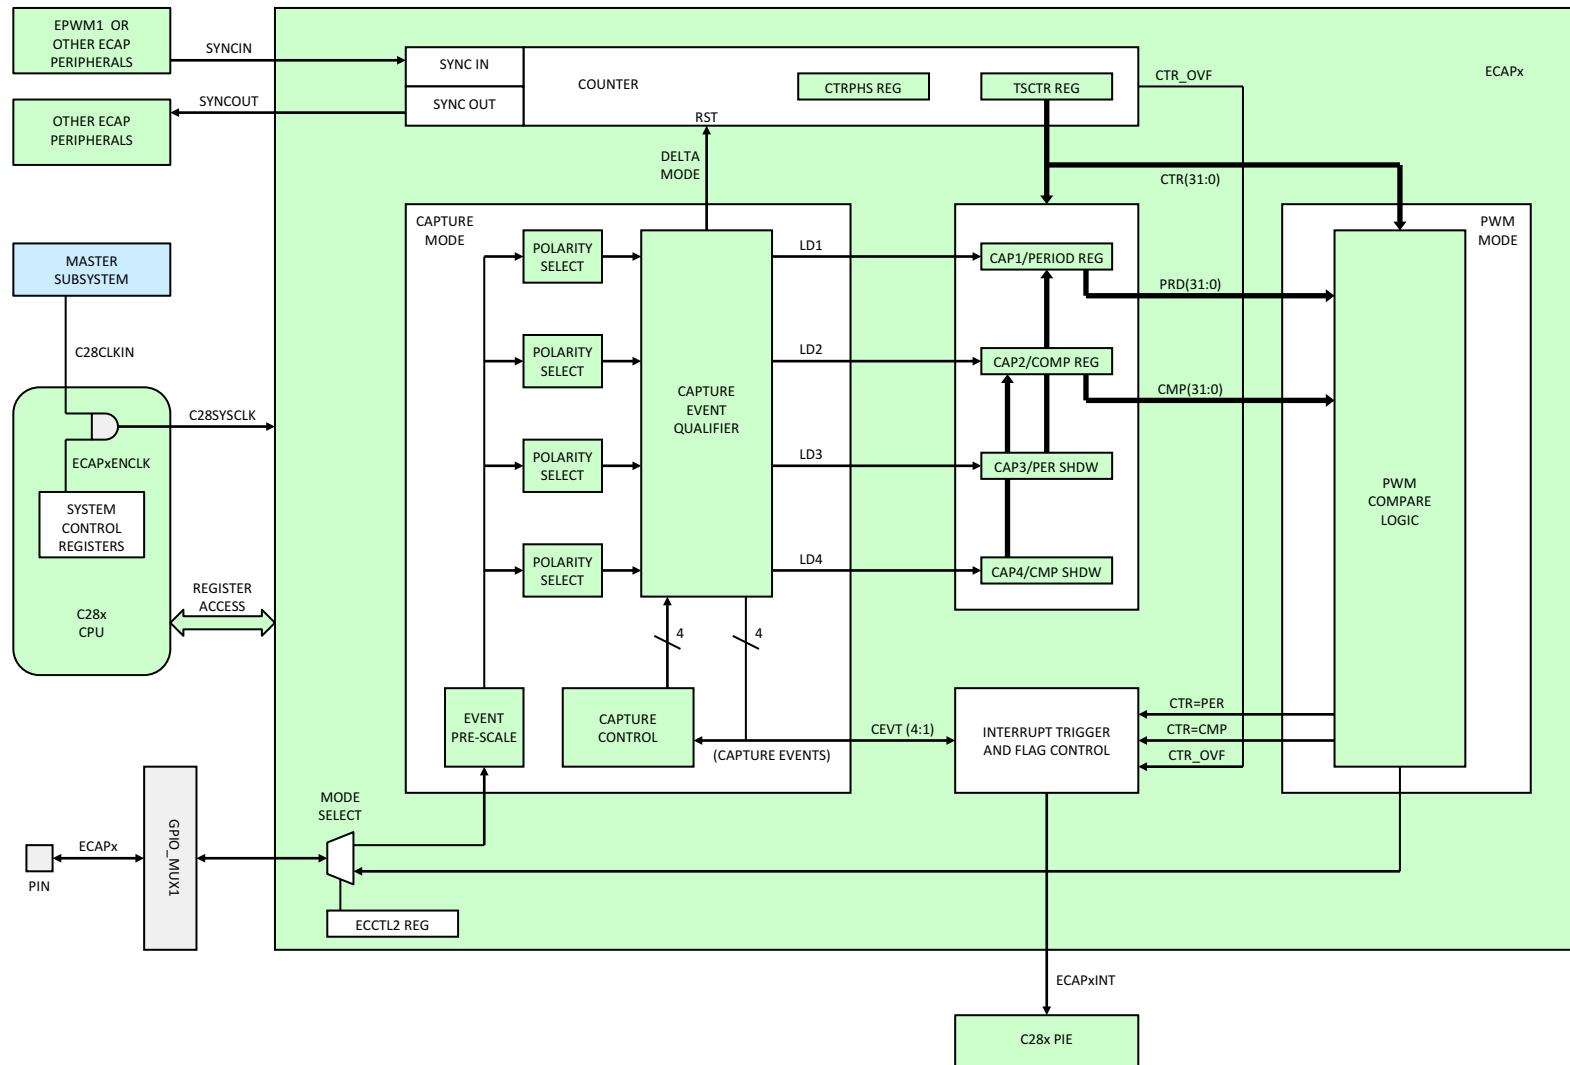 EPWM1 OR
OTHER ECAP
PERIPHERALS
SYNCIN
SYNC IN
COUNTER
CTRPHS REG
TSCTR REG
CTR_OVF
ECAPx
SYNCOUT
SYNC OUT
RST
OTHER ECAP
PERIPHERALS
DELTA
MODE
CTR(31:0)
CAPTURE
MODE
PWM
MODE
MASTER
SUBSYSTEM
C28CLKIN
POLARITY
SELECT
LD1
CAP1/PERIOD REG
PRD(31:0)
POLARITY
SELECT
LD2
CAP2/COMP REG
CMP(31:0)
CAPTURE
EVENT
QUALIFIER
C28SYSCLK
ECAPxENCLK
POLARITY
SELECT
LD3
CAP3/PER SHDW
PWM
COMPARE
LOGIC
SYSTEM
CONTROL
REGISTERS
POLARITY
SELECT
LD4
CAP4/CMP SHDW
REGISTER
ACCESS
C28x
CPU
4
4
EVENT
PRE-SCALE
CAPTURE
CONTROL
CEVT (4:1)
(CAPTURE EVENTS)
INTERRUPT TRIGGER
AND FLAG CONTROL
CTR=PER
CTR=CMP
CTR_OVF
MODE
SELECT
GPIO_MUX1
ECAPx
PIN
ECCTL2 REG
ECAPxINT
C28x PIE